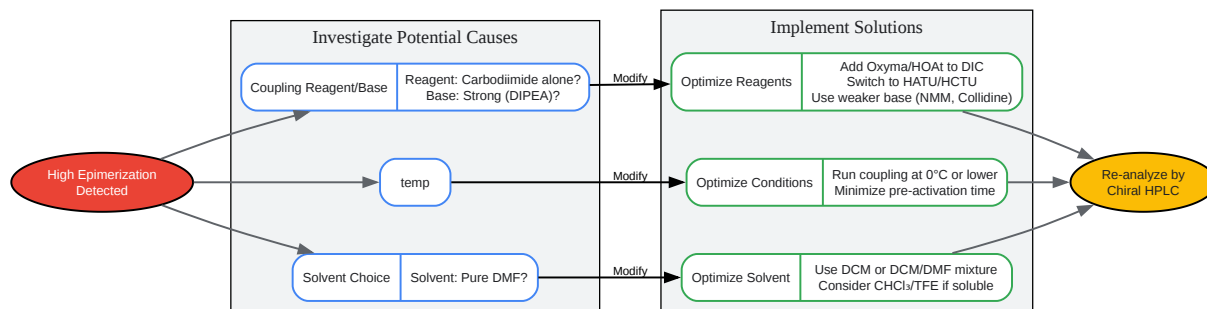 Investigate Potential Causes
Implement Solutions
Coupling Reagent/Base
Reagent: Carbodiimide alone?
Base: Strong (DIPEA)?
Modify
Optimize Reagents
Add Oxyma/HOAt to DIC
Switch to HATU/HCTU
Use weaker base (NMM, Collidine)
High Epimerization
Detected
temp
Modify
Optimize Conditions
Run coupling at 0°C or lower
Minimize pre-activation time
Re-analyze by
Chiral HPLC
Solvent Choice
Solvent: Pure DMF?
Modify
Optimize Solvent
Use DCM or DCM/DMF mixture
Consider CHCl₃/TFE if soluble